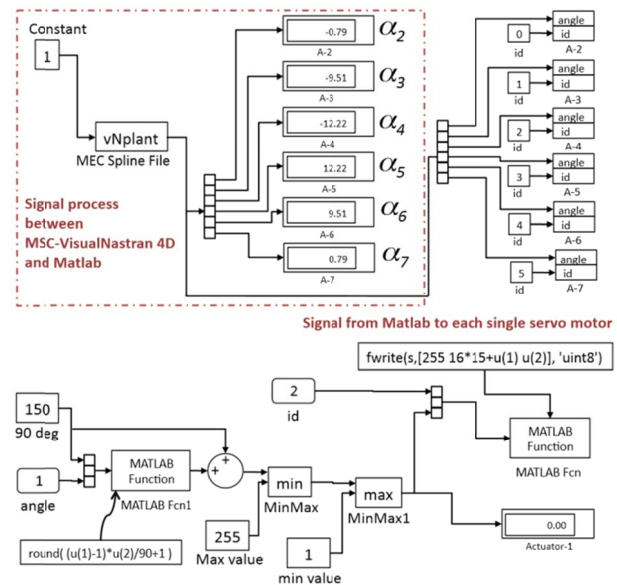 Constant
1
vNplant
MEC Spline File
Signal process
between
MSC-VisualNastran 4D
and Matlab
-0.79
A-2
α2
-9.51
A-3
α3
-12.22
A-4
α4
12.22
A-5
α5
9.51
A-6
α6
0.79
A-7
α7
0
id
angle
id
A-2
1
id
angle
id
A-3
2
id
angle
id
A-4
3
id
angle
id
A-5
4
id
angle
id
A-6
5
id
angle
id
A-7
Signal from Matlab to each single servo motor
fwrite(s,[255 16*15+u(1) u(2)], 'uint8')
150
90 deg
1
angle
MATLAB
Function
MATLAB Fcn1
round( (u(1)-1)*u(2)/90+1 )
+
+
2
id
255
Max value
min
MinMax
1
min value
max
MinMax1
MATLAB
Function
MATLAB Fcn
0.00
Actuator-1